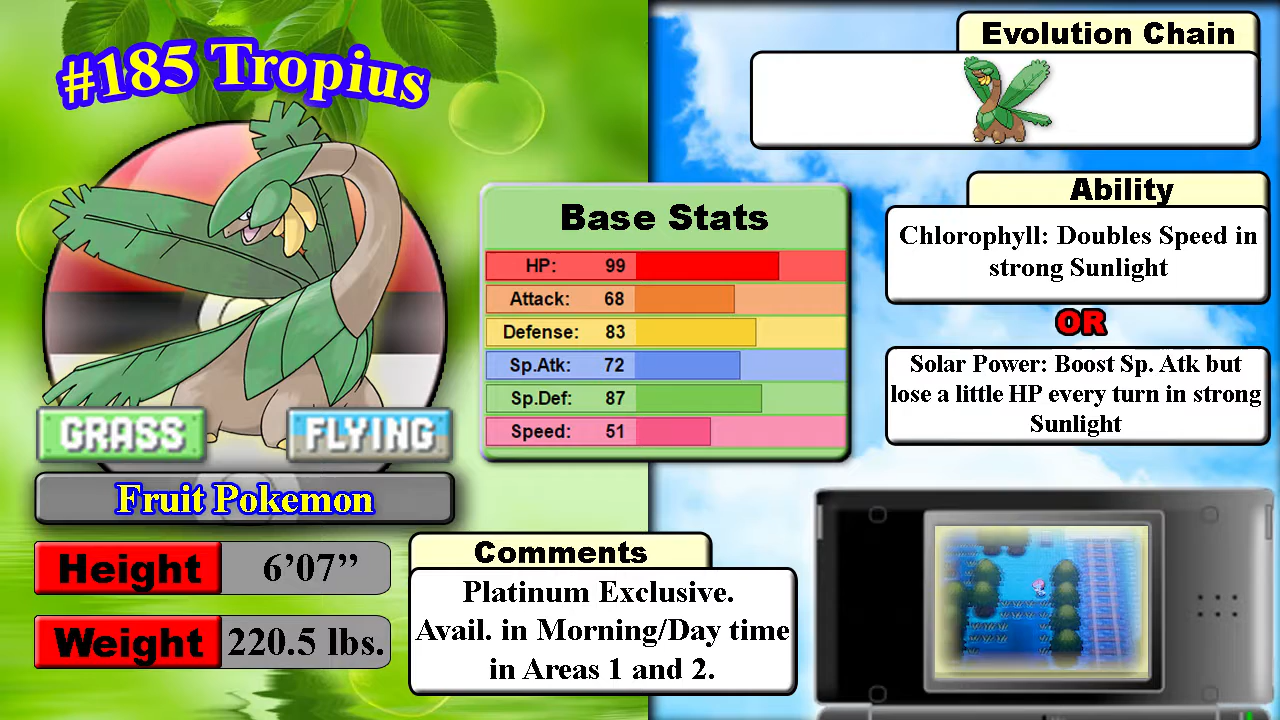 #185 Tropius
GRASS
FLYING
Fruit Pokemon
Height 6’07”
Weight 220.5 lbs.
Base Stats
HP: 99
Attack: 68
Defense: 83
Sp.Atk: 72
Sp.Def: 87
Speed: 51
Comments
Platinum Exclusive.
Avail. in Morning/Day time
in Areas 1 and 2.
Evolution Chain
Ability
Chlorophyll: Doubles Speed in
strong Sunlight
OR
Solar Power: Boost Sp. Atk but
lose a little HP every turn in strong
Sunlight